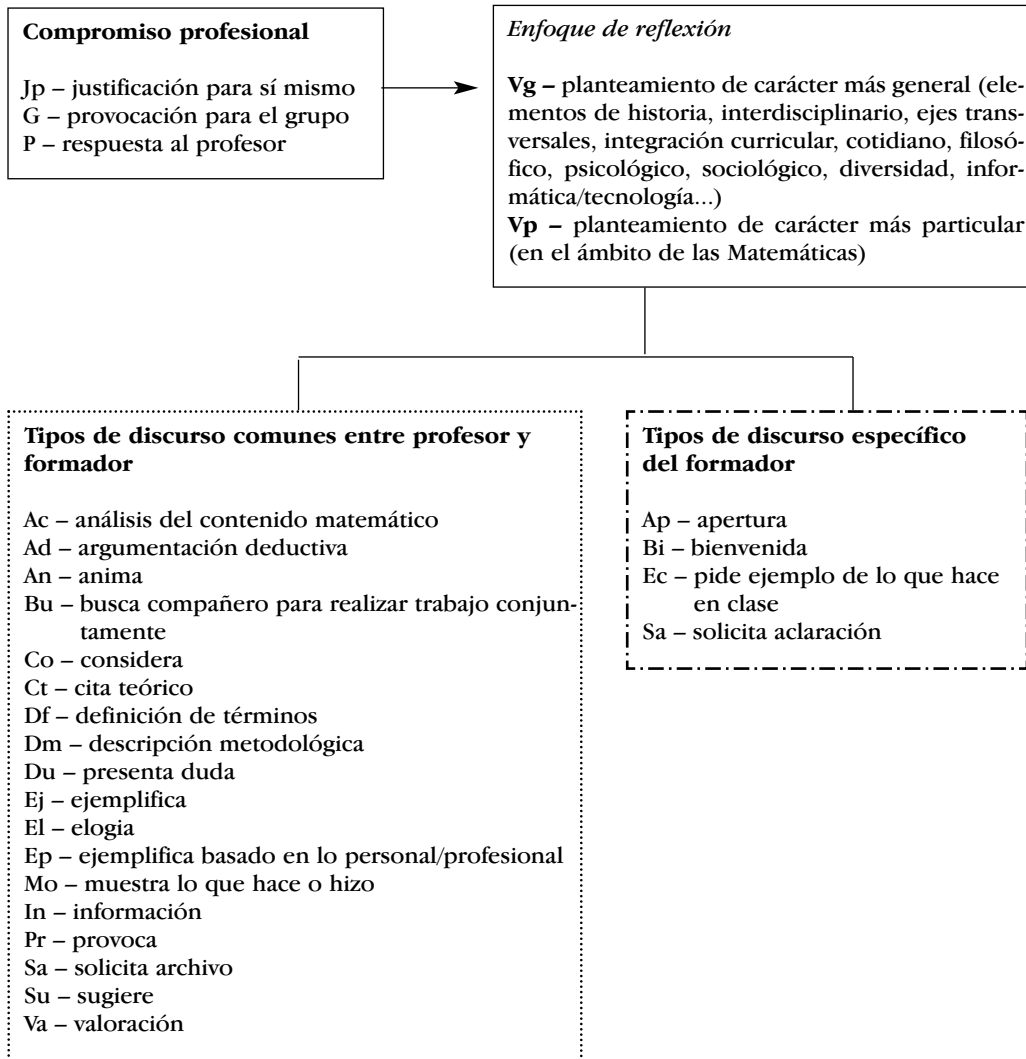 Compromiso profesional
Jp – justificación para sí mismo
G – provocación para el grupo
P – respuesta al profesor
Enfoque de reflexión
Vg – planteamiento de carácter más general (ele-
mentos de historia, interdisciplinario, ejes trans-
versales, integración curricular, cotidiano, filosó-
fico, psicológico, sociológico, diversidad, infor-
mática/tecnología...)
Vp – planteamiento de carácter más particular
(en el ámbito de las Matemáticas)
Tipos de discurso comunes entre profesor y
formador
Ac – análisis del contenido matemático
Ad – argumentación deductiva
An – anima
Bu – busca compañero para realizar trabajo conjun-
tamente
Co – considera
Ct – cita teórico
Df – definición de términos
Dm – descripción metodológica
Du – presenta duda
Ej – ejemplifica
El – elogia
Ep – ejemplifica basado en lo personal/profesional
Mo – muestra lo que hace o hizo
In – información
Pr – provoca
Sa – solicita archivo
Su – sugiere
Va – valoración
Tipos de discurso específico
del formador
Ap – apertura
Bi – bienvenida
Ec – pide ejemplo de lo que hace
en clase
Sa – solicita aclaración